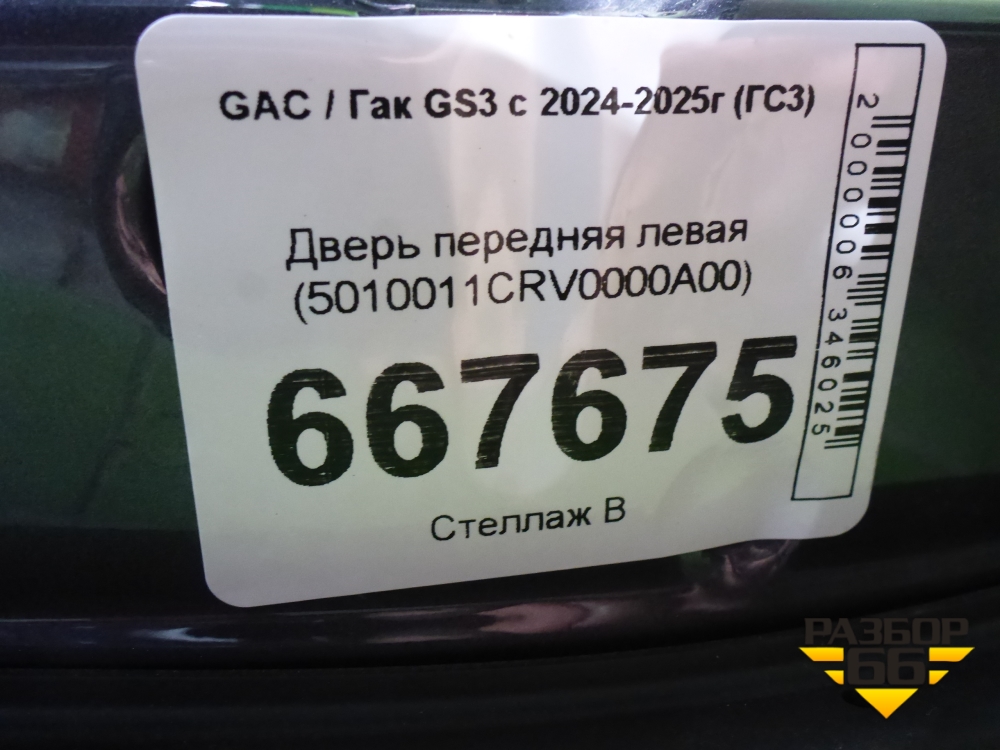 GAC / Гак GS3 с 2024-2025г (ГС3)
Дверь передняя левая
(5010011CRV0000A00)
667675
Стеллаж В
2000006346025
РАЗБОР
66